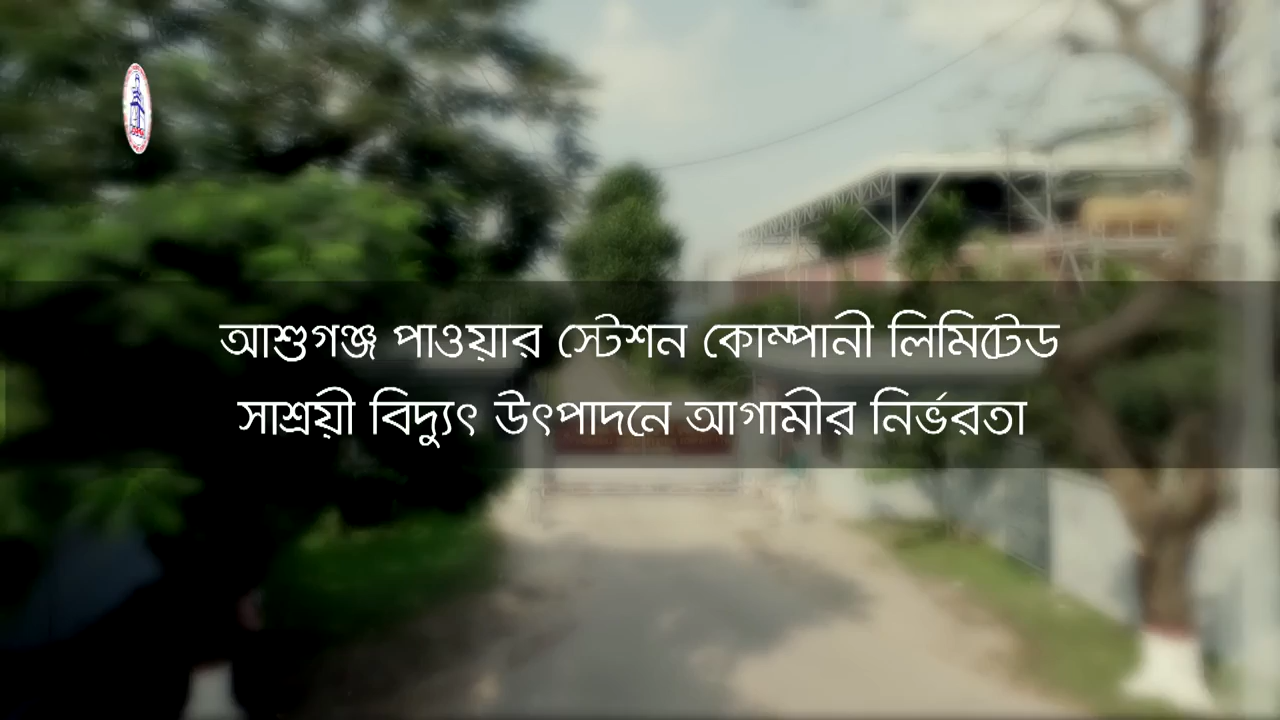 আশুগঞ্জ পাওয়ার স্টেশন কোম্পানী লিমিটেড
সাশ্রয়ী বিদ্যুৎ উৎপাদনে আগামীর নির্ভরতা